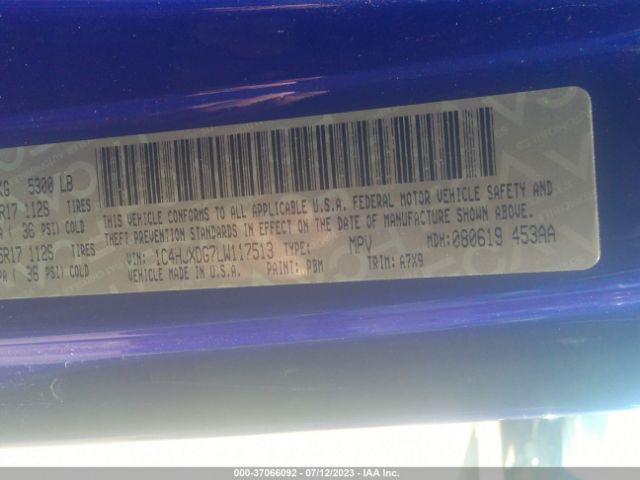 KG 5300 LB
R17 112S TIRES
PA ( 36 PSI) COLD
R17 112S TIRES
PA ( 36 PSI) COLD
THIS VEHICLE CONFORMS TO ALL APPLICABLE U.S.A. FEDERAL MOTOR VEHICLE SAFETY AND
THEFT PREVENTION STANDARDS IN EFFECT ON THE DATE OF MANUFACTURE SHOWN ABOVE.
VIN: 1C4HJXDG7LW117513 TYPE: MPV MDH:080619 453AA
VEHICLE MADE IN U.S.A. PAINT: PBM TRIM: A7X9
000-37066092 - 07/12/2023 - IAA Inc.